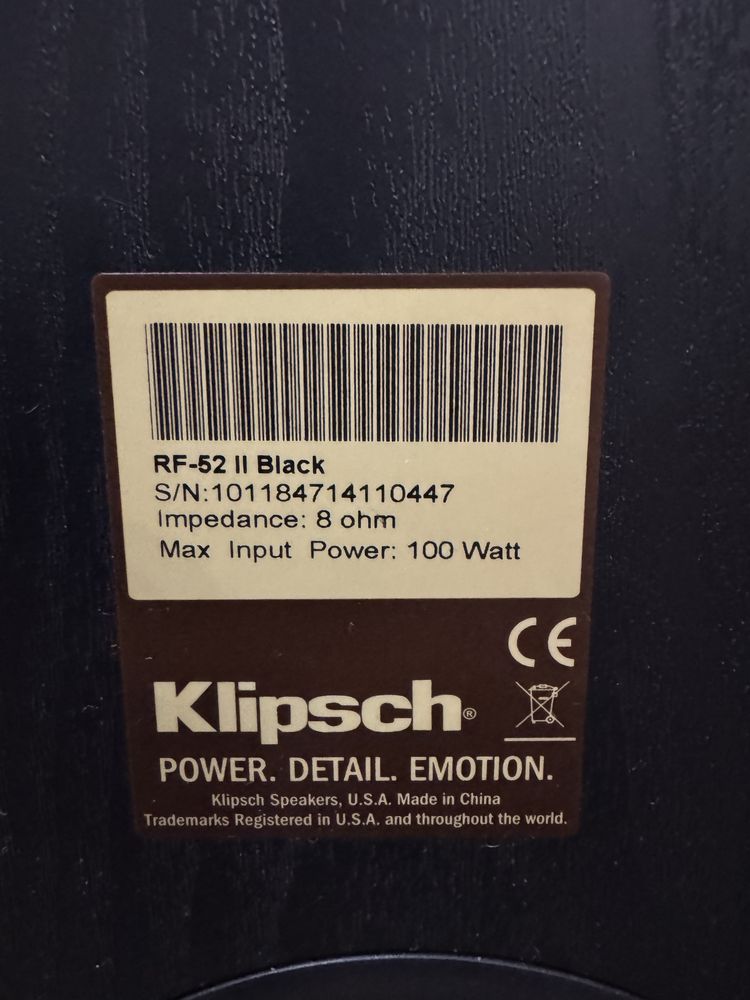 RF-52 II Black
S/N:101184714110447
Impedance: 8 ohm
Max Input Power: 100 Watt
CE
Klipsch®
POWER. DETAIL. EMOTION.
Klipsch Speakers, U.S.A. Made in China
Trademarks Registered in U.S.A. and throughout the world.